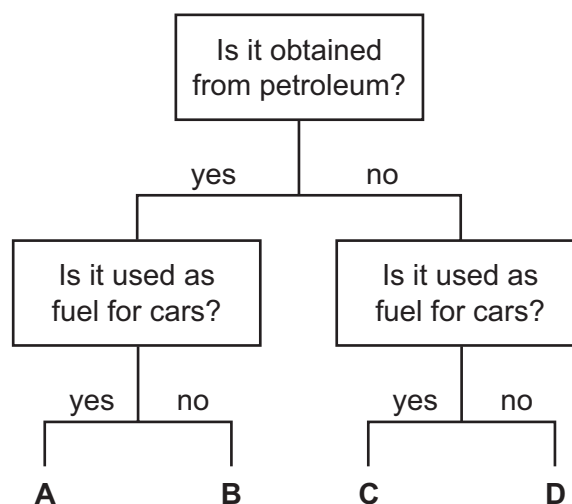 Is it obtained
from petroleum?
yes no
Is it used as
fuel for cars?
Is it used as
fuel for cars?
yes no
yes no
A B C D